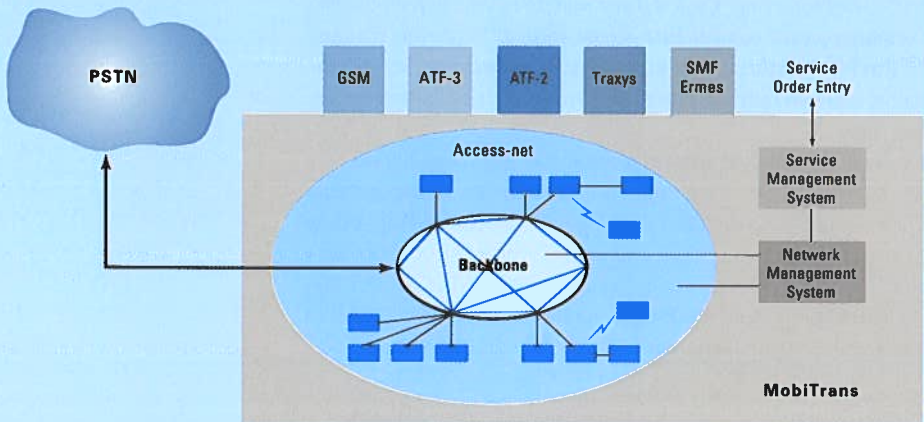 PSTN
GSM
ATF-3
ATF-2
Traxys
SMF
Ermes
Service
Order Entry
Access-net
Service
Management
System
Backbone
Network
Management
System
MobiTrans